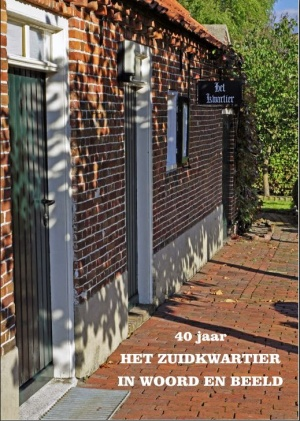 Het
Kwartier
40 jaar
HET ZUIDKWARTIER
IN WOORD EN BEELD